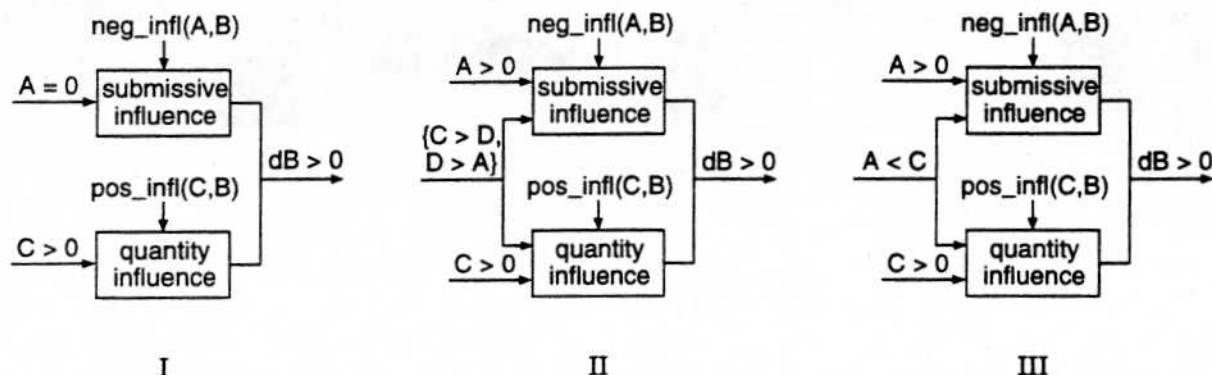 neg_infl(A,B)
A = 0
submissive
influence
dB > 0
pos_infl(C,B)
C > 0
quantity
influence
I
neg_infl(A,B)
A > 0
submissive
influence
{C > D,
D > A}
dB > 0
pos_infl(C,B)
C > 0
quantity
influence
II
neg_infl(A,B)
A > 0
submissive
influence
A < C
dB > 0
pos_infl(C,B)
C > 0
quantity
influence
III